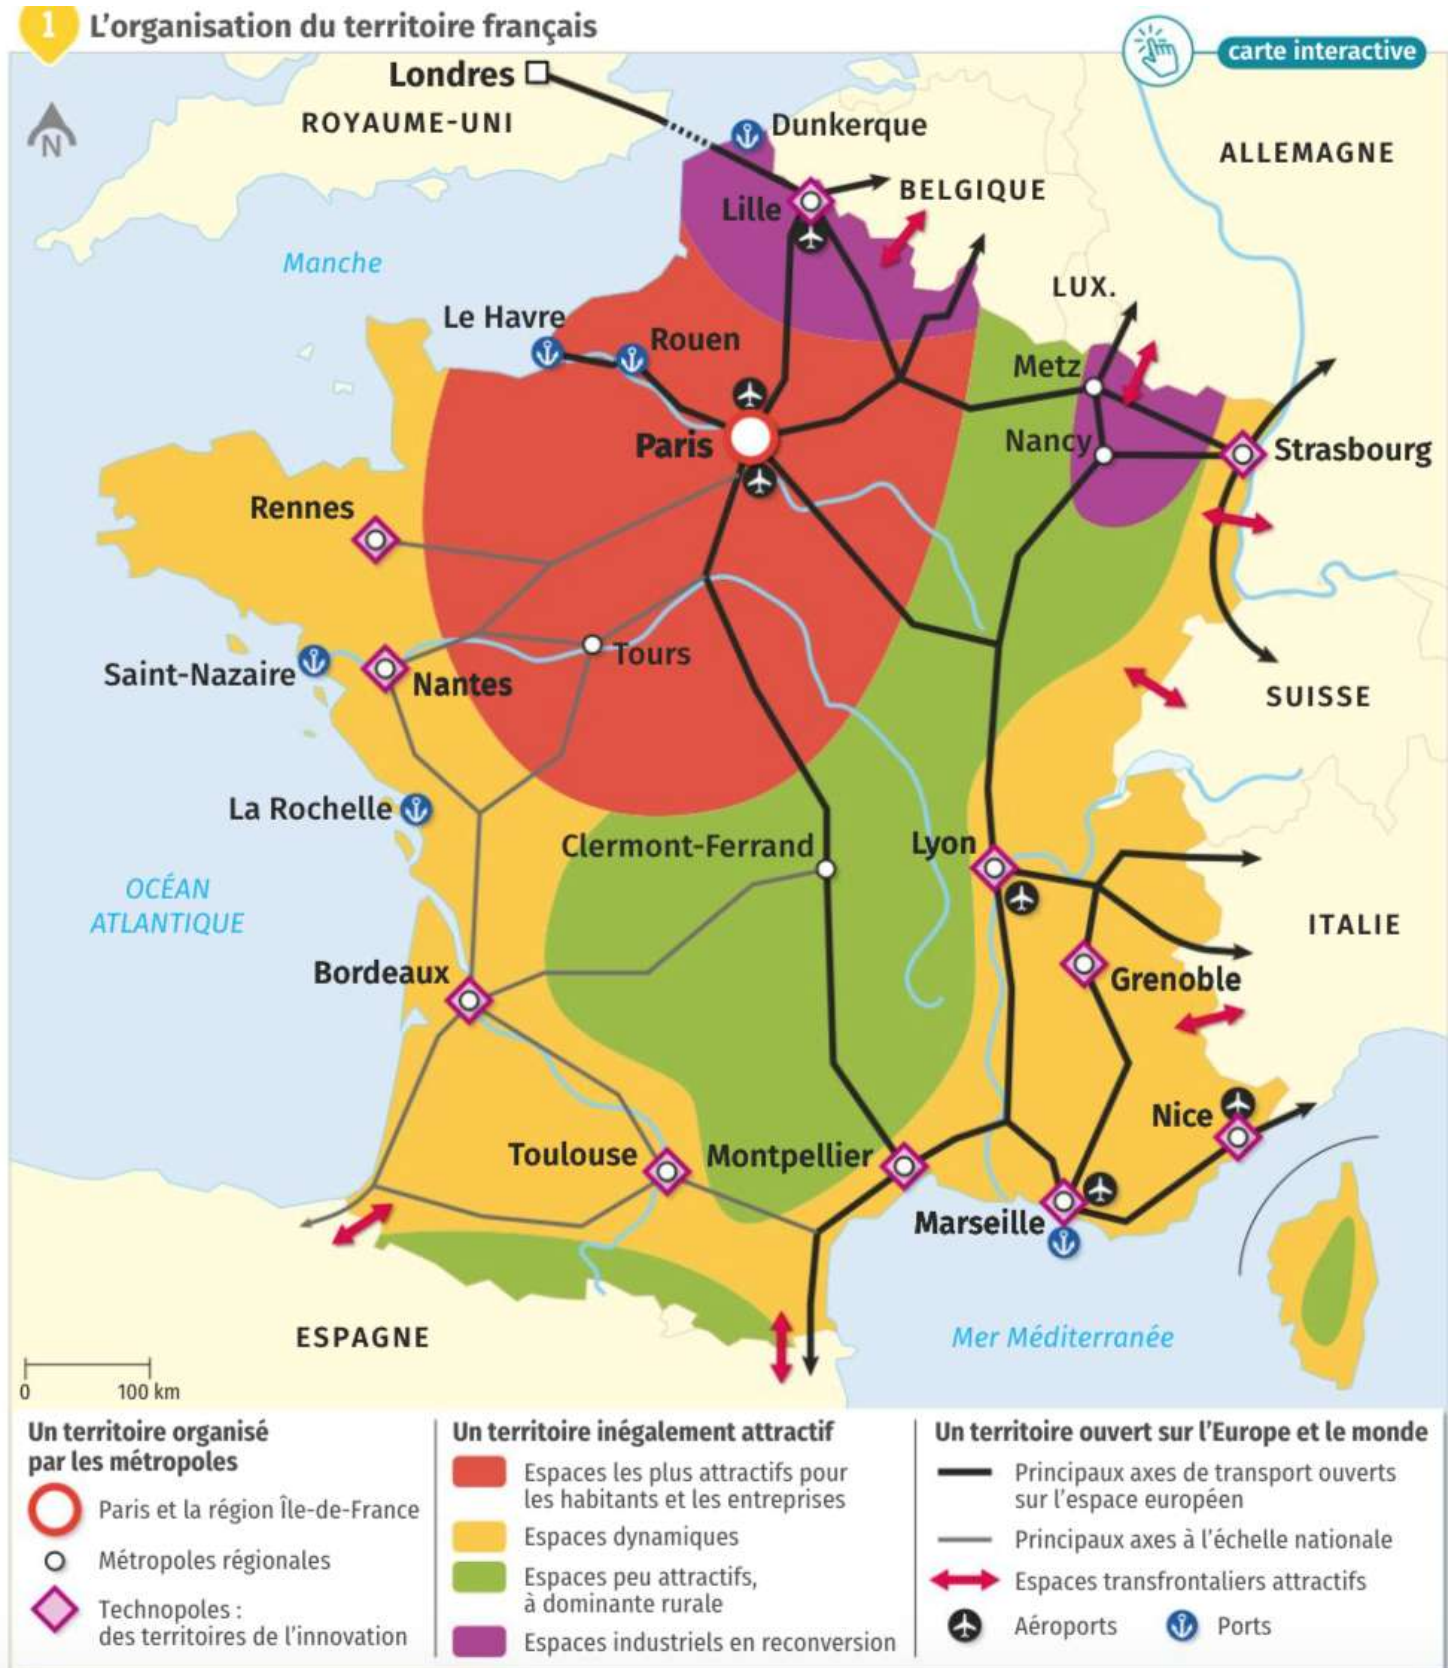 1 L'organisation du territoire français
carte interactive
Londres
ROYAUME-UNI
N
Dunkerque
ALLEMAGNE
BELGIQUE
Lille
Manche
LUX.
Le Havre
Rouen
Metz
Paris
Nancy
Strasbourg
Rennes
Tours
Saint-Nazaire
Nantes
SUISSE
La Rochelle
Clermont-Ferrand
Lyon
OCÉAN
ATLANTIQUE
ITALIE
Bordeaux
Grenoble
Nice
Toulouse
Montpellier
Marseille
ESPAGNE
Mer Méditerranée
0 100 km
Un territoire organisé
par les métropoles
Paris et la région Île-de-France
Métropoles régionales
Technopoles :
des territoires de l'innovation
Un territoire inégalement attractif
Espaces les plus attractifs pour
les habitants et les entreprises
Espaces dynamiques
Espaces peu attractifs,
à dominante rurale
Espaces industriels en reconversion
Un territoire ouvert sur l'Europe et le monde
Principaux axes de transport ouverts
sur l'espace européen
Principaux axes à l'échelle nationale
Espaces transfrontaliers attractifs
Aéroports
Ports